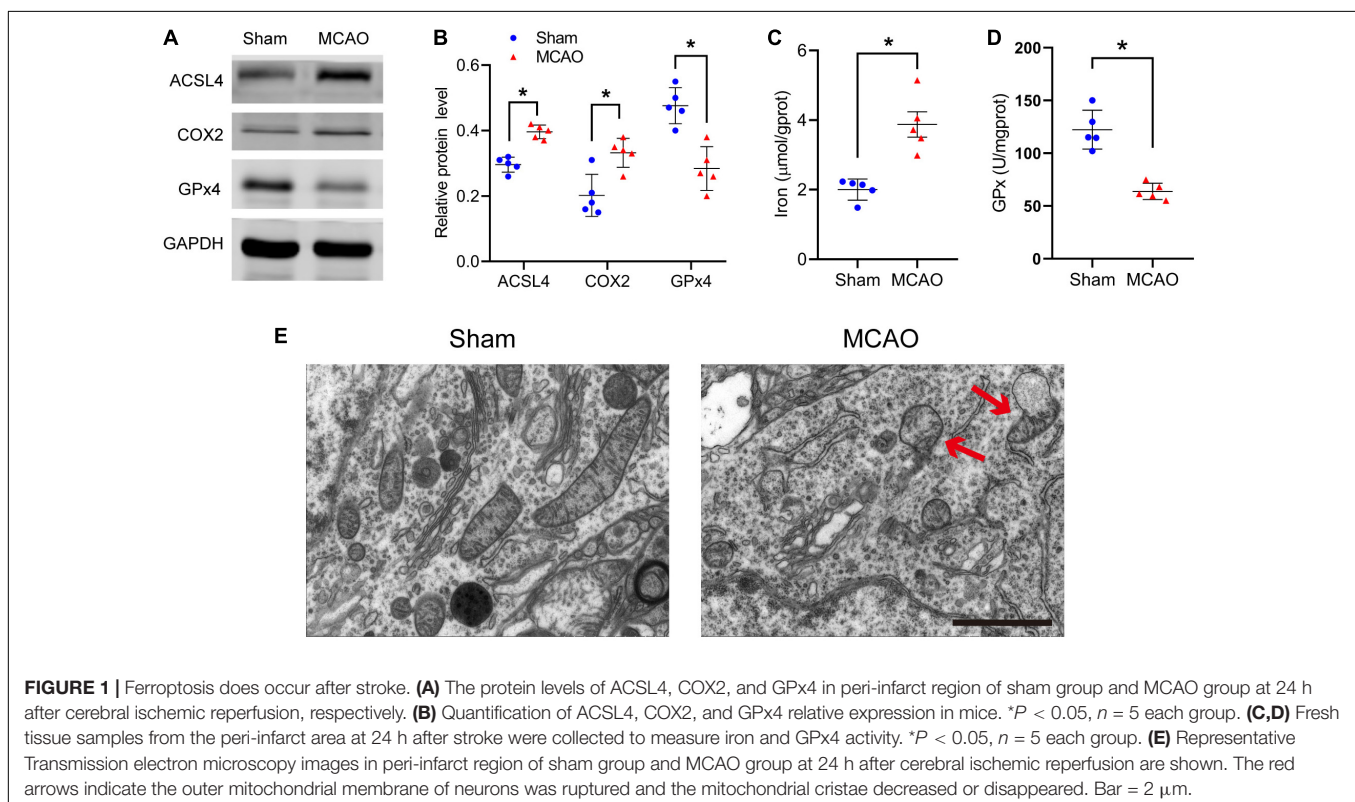 A
Sham MCAO
ACSL4
COX2
GPx4
GAPDH
B
Sham
MCAO
Relative protein level
0.6
0.4
0.2
0.0
* * *
ACSL4 COX2 GPx4
C
Iron (μmol/gprot)
6
4
2
0
*
Sham MCAO
D
GPx (U/mgprot)
200
150
100
50
0
*
Sham MCAO
E
Sham MCAO
FIGURE 1 | Ferroptosis does occur after stroke. (A) The protein levels of ACSL4, COX2, and GPx4 in peri-infarct region of sham group and MCAO group at 24 h
after cerebral ischemic reperfusion, respectively. (B) Quantification of ACSL4, COX2, and GPx4 relative expression in mice. *P < 0.05, n = 5 each group. (C,D) Fresh
tissue samples from the peri-infarct area at 24 h after stroke were collected to measure iron and GPx4 activity. *P < 0.05, n = 5 each group. (E) Representative
Transmission electron microscopy images in peri-infarct region of sham group and MCAO group at 24 h after cerebral ischemic reperfusion are shown. The red
arrows indicate the outer mitochondrial membrane of neurons was ruptured and the mitochondrial cristae decreased or disappeared. Bar = 2 μm.